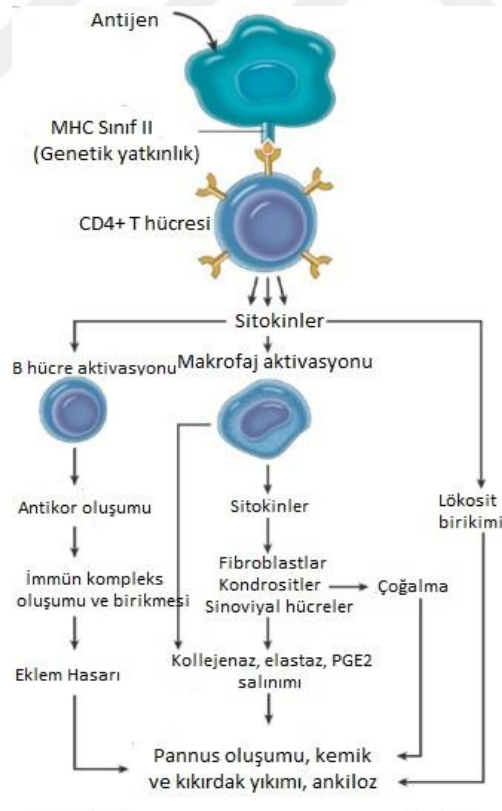 Antijen
MHC Sınıf II
(Genetik yatkınlık)
CD4+ T hücresi
Sitokinler
B hücre aktivasyonu
Makrofaj aktivasyonu
Antikor oluşumu
Sitokinler
Lökosit
birikimi
İmmün kompleks
oluşumu ve birikmesi
Fibroblastlar
Kondrositler
Sinoviyal hücreler
Çoğalma
Eklem Hasarı
Kollejenaz, elastaz, PGE2
salınımı
Pannus oluşumu, kemik
ve kıkırdak yıkımı, ankiloz